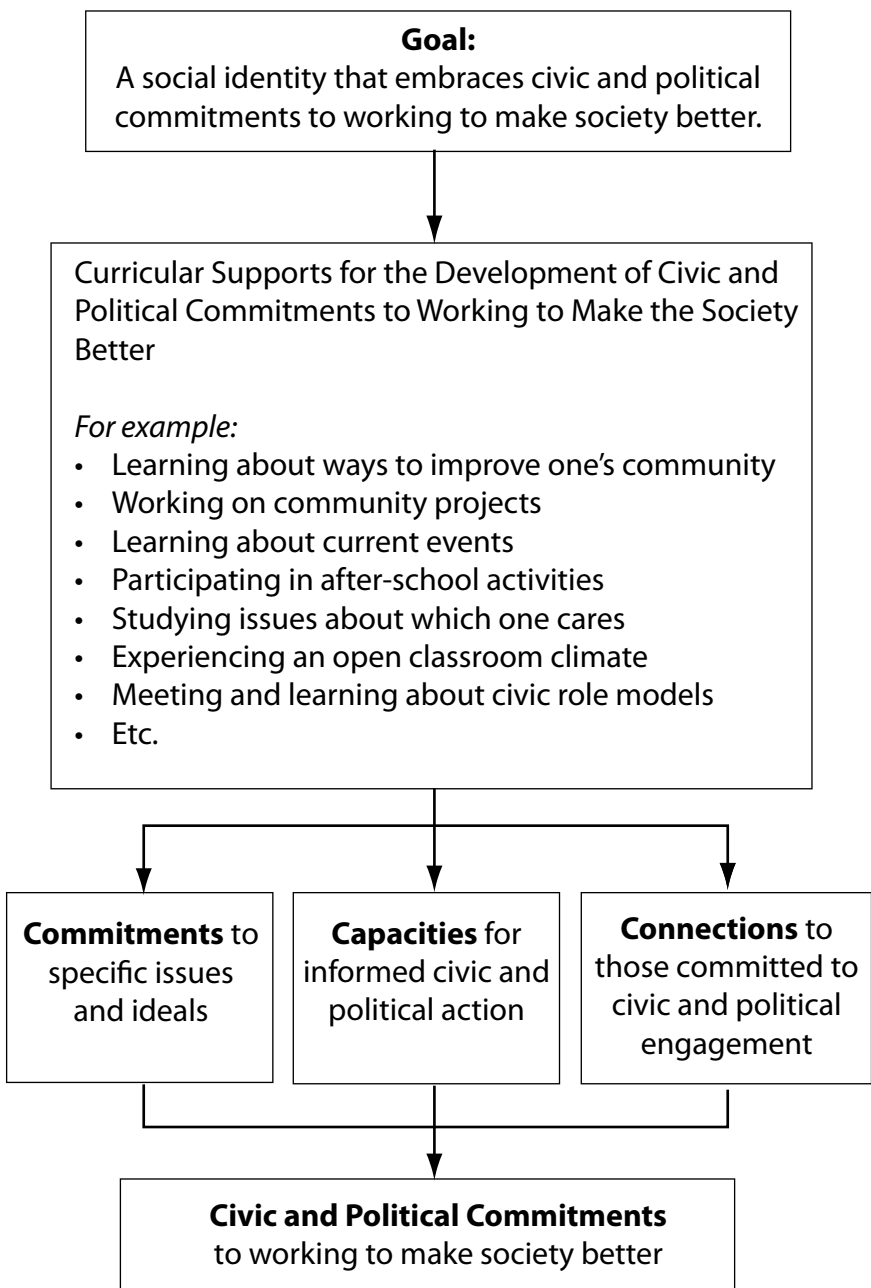 Goal:
A social identity that embraces civic and political
commitments to working to make society better.
Curricular Supports for the Development of Civic and
Political Commitments to Working to Make the Society
Better
For example:
• Learning about ways to improve one’s community
• Working on community projects
• Learning about current events
• Participating in after-school activities
• Studying issues about which one cares
• Experiencing an open classroom climate
• Meeting and learning about civic role models
• Etc.
Commitments to
specific issues
and ideals
Capacities for
informed civic and
political action
Connections to
those committed to
civic and political
engagement
Civic and Political Commitments
to working to make society better